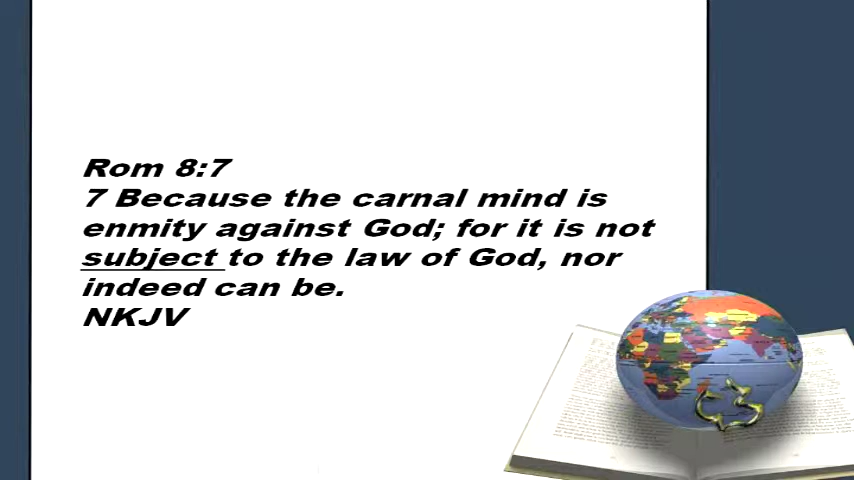 Rom 8:7
7 Because the carnal mind is
enmity against God; for it is not
subject to the law of God, nor
indeed can be.
NKJV